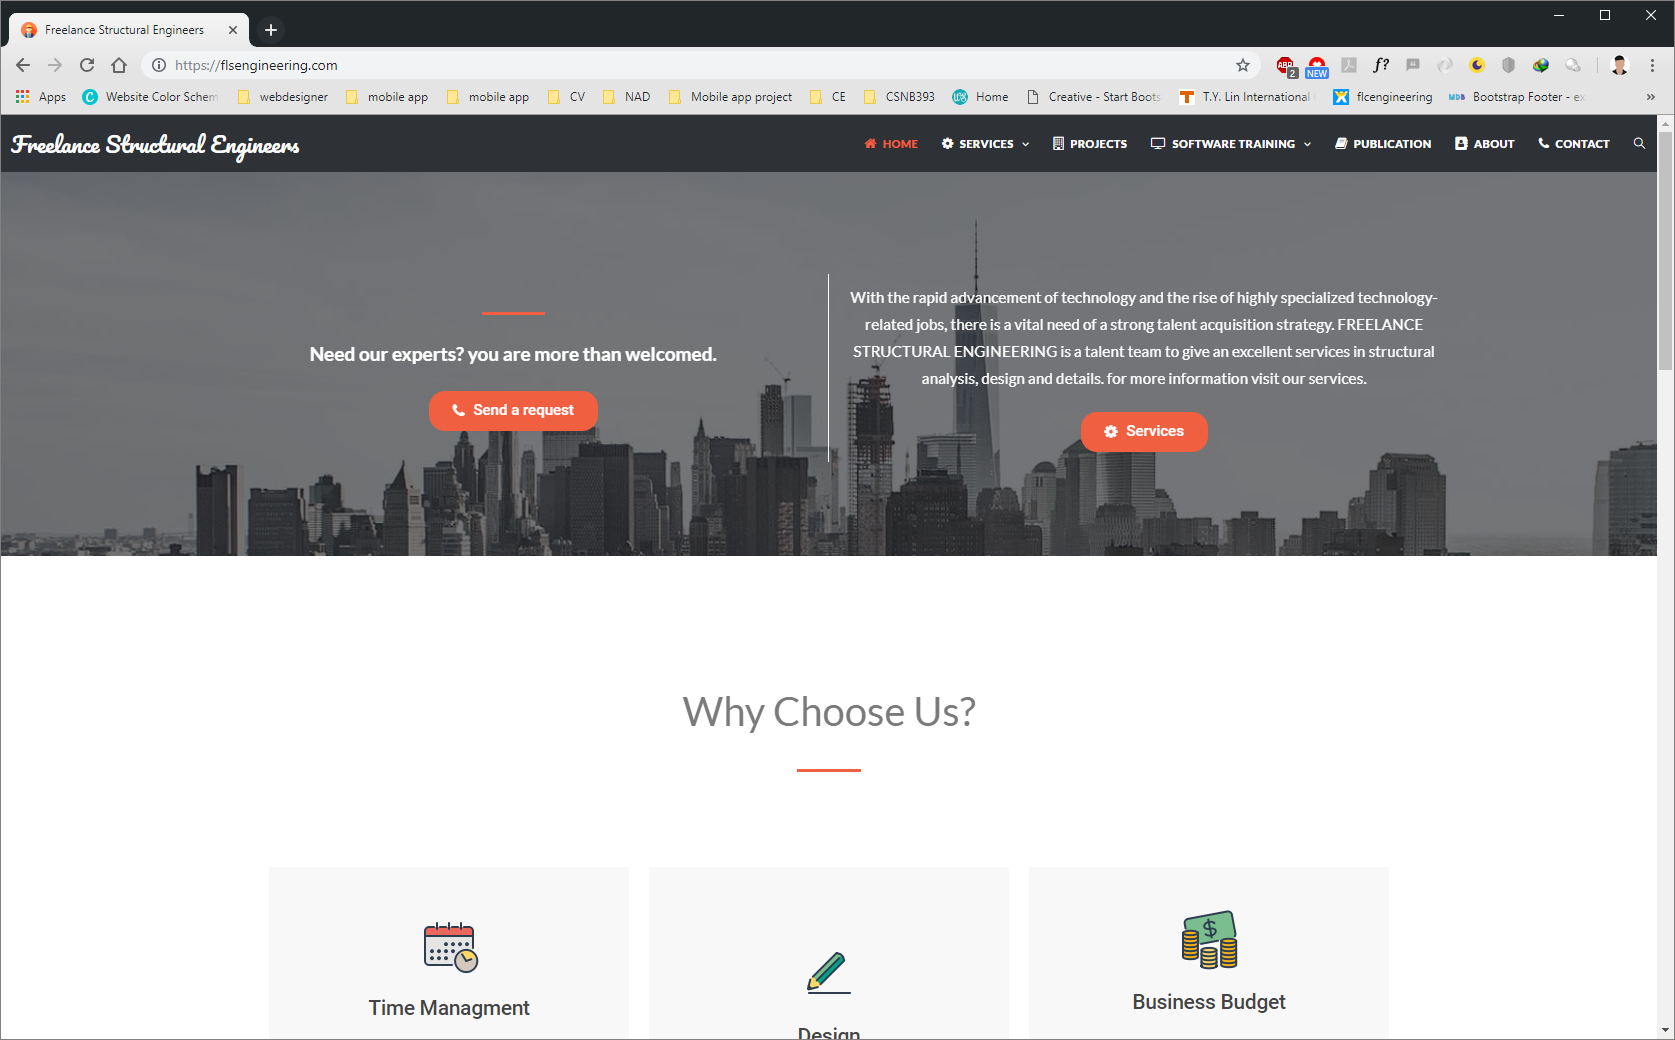 Freelance Structural Engineers
https://flsengineering.com
Apps
Website Color Schem
webdesigner
mobile app
mobile app
CV
NAD
Mobile app project
CE
CSNB393
Home
Creative - Start Boots
T.Y. Lin International
flcengineering
Bootstrap Footer - ex
ABP
2
NEW
f?
Freelance Structural Engineers
HOME
SERVICES
PROJECTS
SOFTWARE TRAINING
PUBLICATION
ABOUT
CONTACT
Need our experts? you are more than welcomed.
Send a request
With the rapid advancement of technology and the rise of highly specialized technology-
related jobs, there is a vital need of a strong talent acquisition strategy. FREELANCE
STRUCTURAL ENGINEERING is a talent team to give an excellent services in structural
analysis, design and details. for more information visit our services.
Services
Why Choose Us?
Time Managment
Design
Business Budget